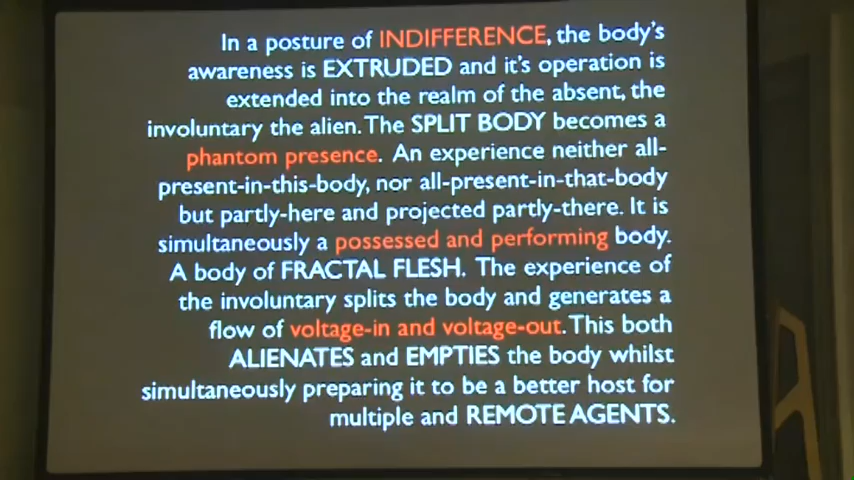 In a posture of INDIFFERENCE, the body's
awareness is EXTRUDED and it's operation is
extended into the realm of the absent, the
involuntary the alien. The SPLIT BODY becomes a
phantom presence. An experience neither all-
present-in-this-body, nor all-present-in-that-body
but partly-here and projected partly-there. It is
simultaneously a possessed and performing body.
A body of FRACTAL FLESH. The experience of
the involuntary splits the body and generates a
flow of voltage-in and voltage-out. This both
ALIENATES and EMPTIES the body whilst
simultaneously preparing it to be a better host for
multiple and REMOTE AGENTS.